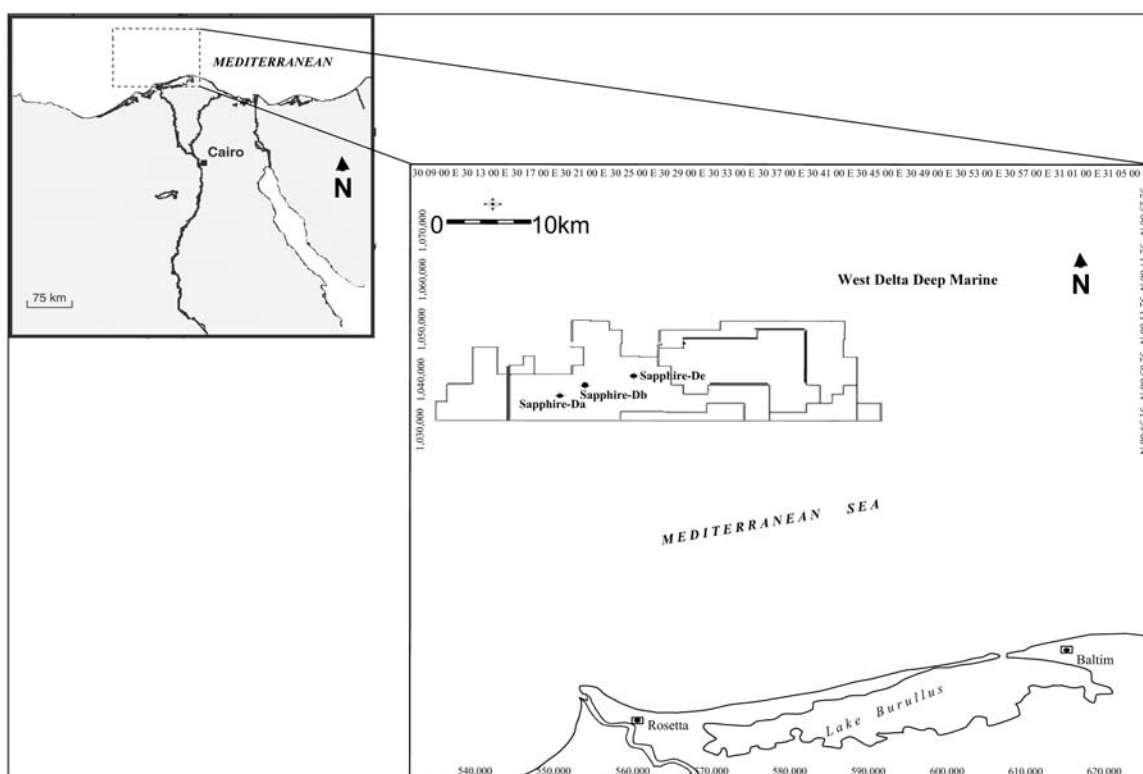 MEDITERRANEAN
Cairo
N
75 km
30 09 00 E 30 13 00 E 30 17 00 E 30 21 00 E 30 25 00 E 30 29 00 E 30 33 00 E 30 37 00 E 30 41 00 E 30 45 00 E 30 49 00 E 30 53 00 E 30 57 00 E 31 01 00 E 31 05 00
0 10km
N
West Delta Deep Marine
1,070,000
1,060,000
1,050,000
1,040,000
1,030,000
Sapphire-De
Sapphire-Db
Sapphire-Da
MEDITERRANEAN SEA
Baltim
Lake Burullus
Rosetta
540,000 550,000 560,000 570,000 580,000 590,000 600,000 610,000 620,000